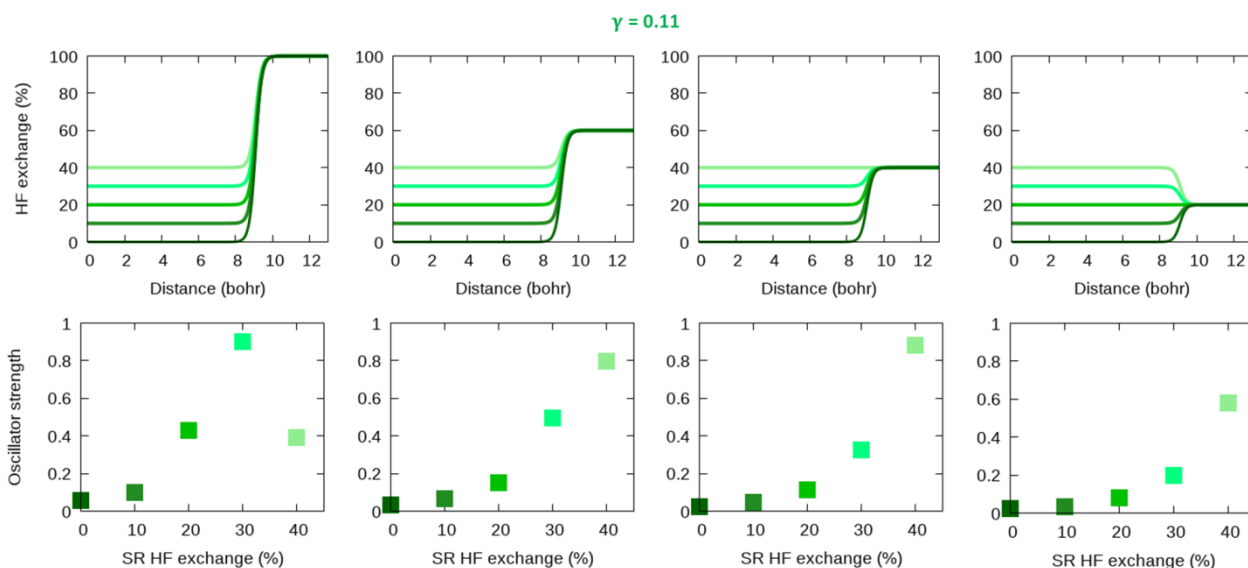 γ = 0.11
HF exchange (%)
100
80
60
40
20
0
0 2 4 6 8 10 12
Distance (bohr)
100
80
60
40
20
0
0 2 4 6 8 10 12
Distance (bohr)
100
80
60
40
20
0
0 2 4 6 8 10 12
Distance (bohr)
100
80
60
40
20
0
0 2 4 6 8 10 12
Distance (bohr)
Oscillator strength
1
0.8
0.6
0.4
0.2
0
0 10 20 30 40
SR HF exchange (%)
1
0.8
0.6
0.4
0.2
0
0 10 20 30 40
SR HF exchange (%)
1
0.8
0.6
0.4
0.2
0
0 10 20 30 40
SR HF exchange (%)
1
0.8
0.6
0.4
0.2
0
0 10 20 30 40
SR HF exchange (%)